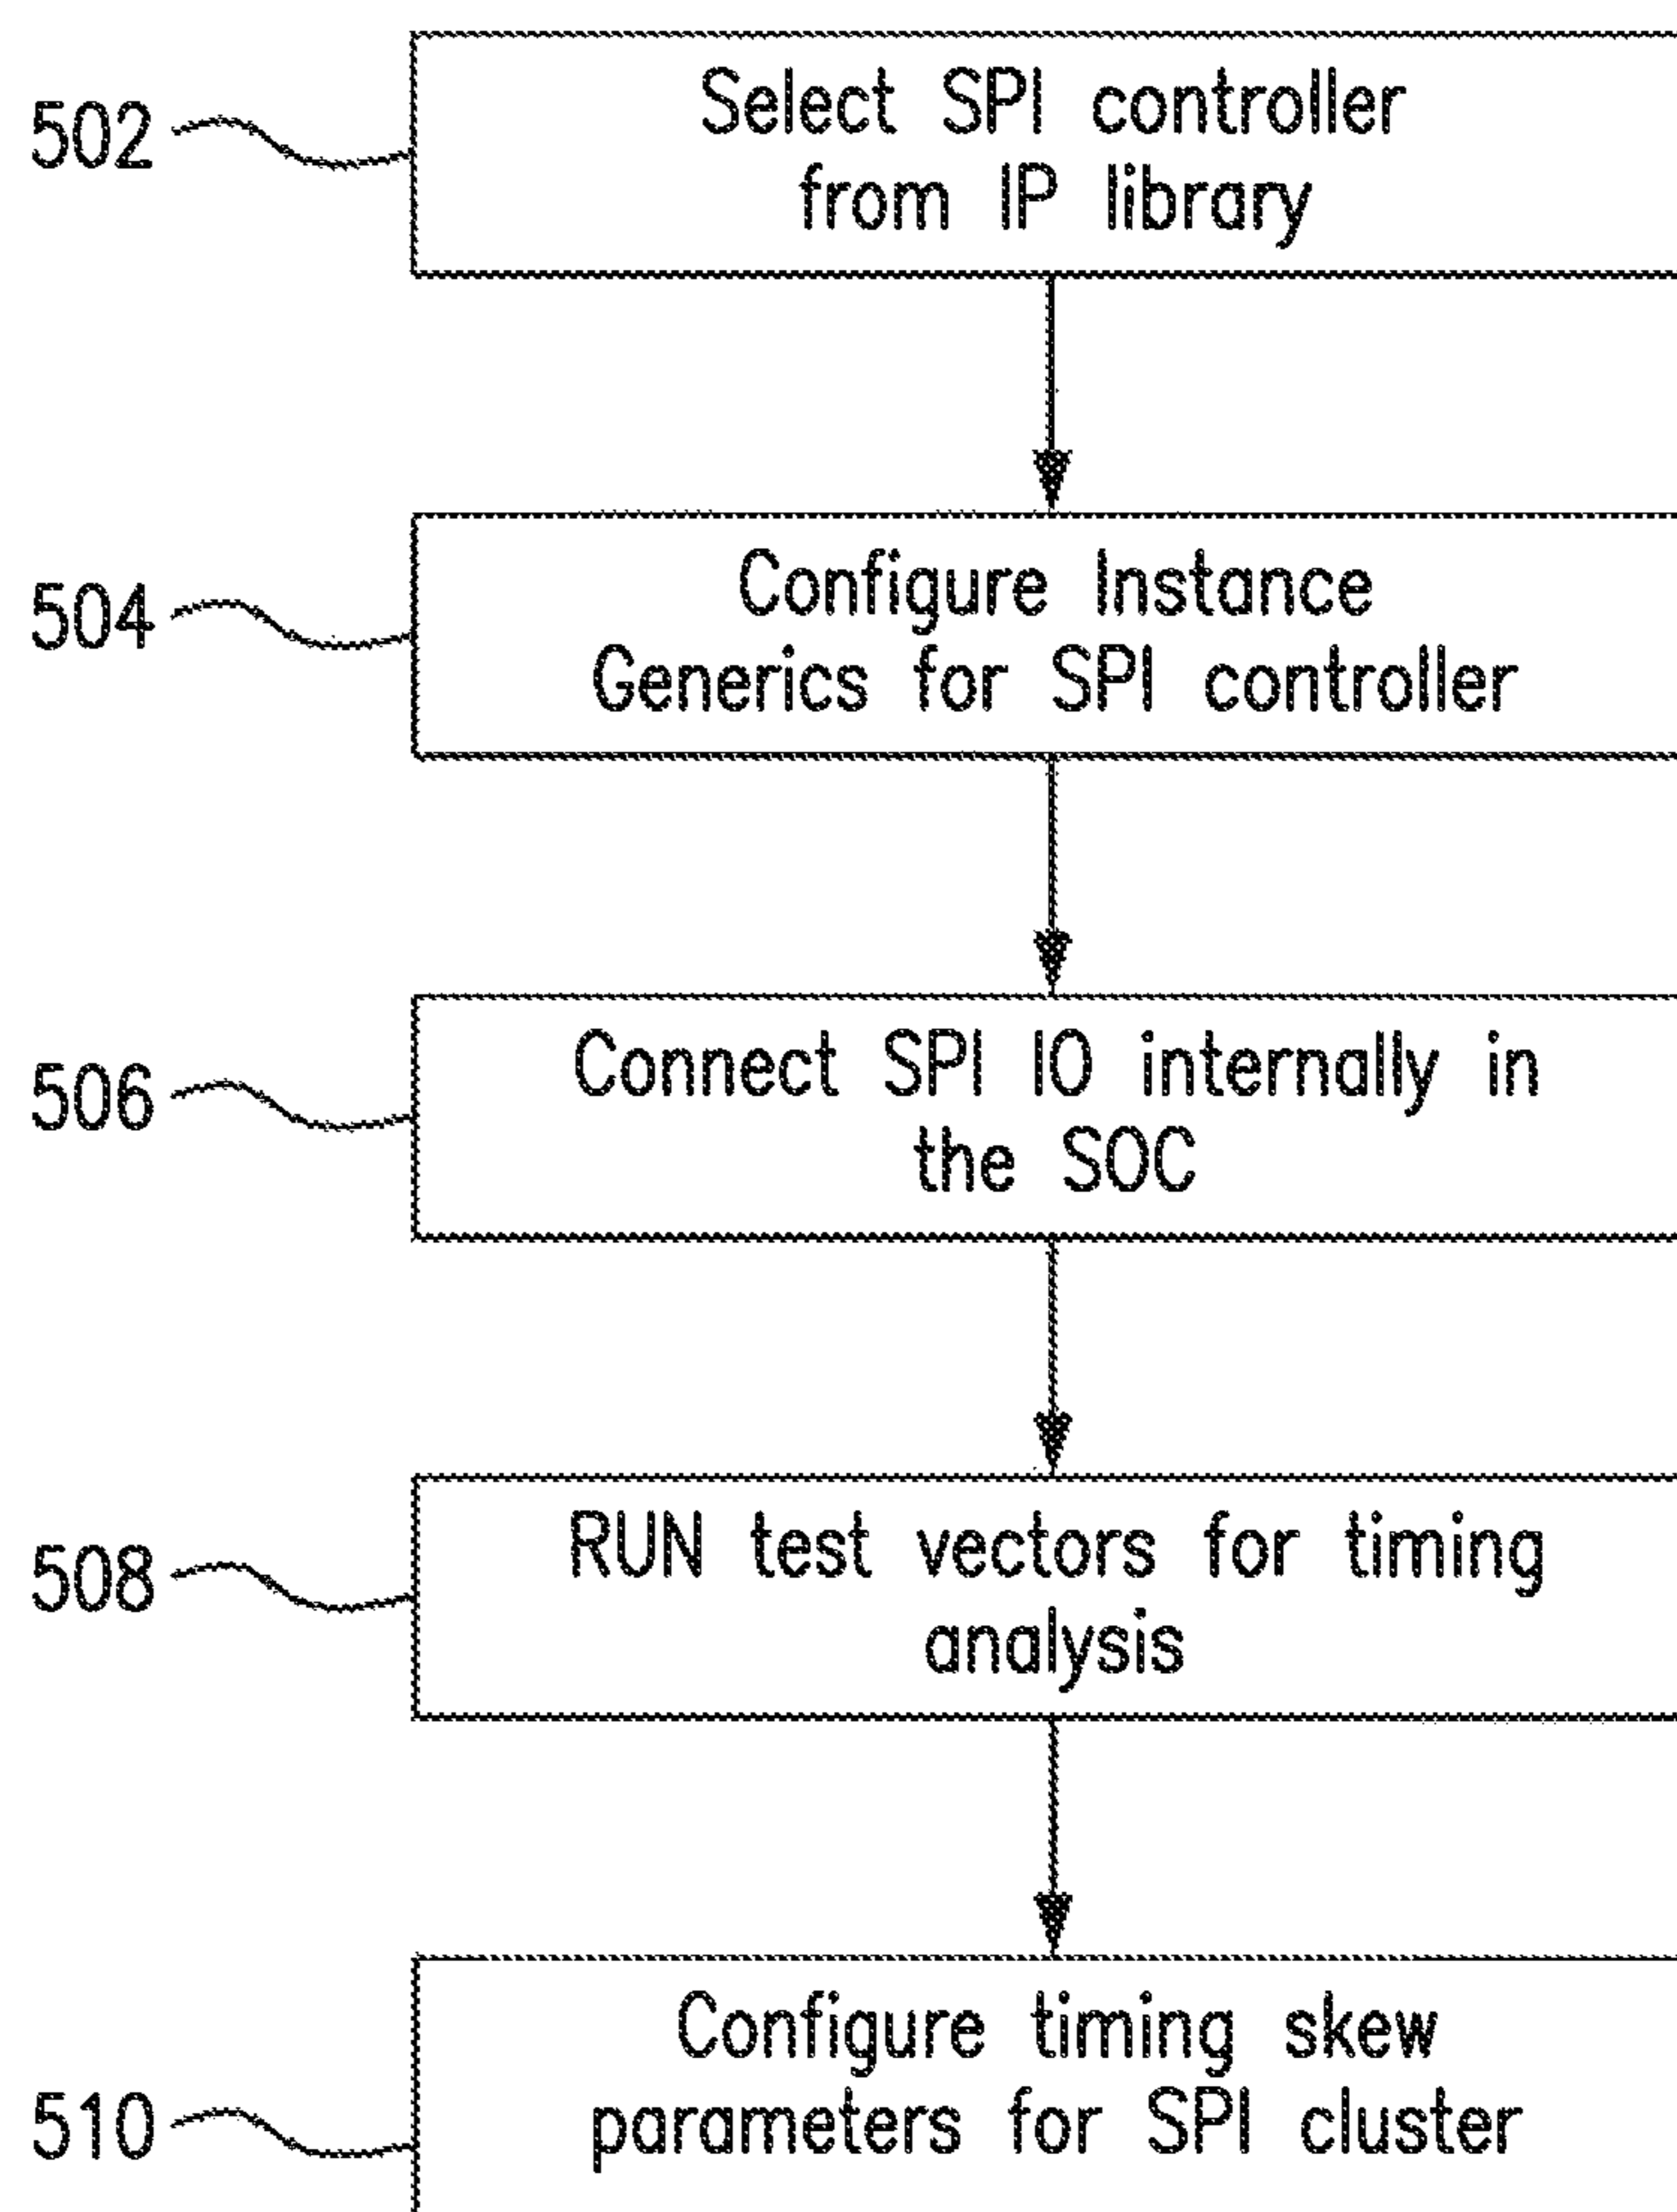 502
Select SPI controller
from IP library
504
Configure Instance
Generics for SPI controller
506
Connect SPI IO internally in
the SOC
508
RUN test vectors for timing
analysis
510
Configure timing skew
parameters for SPI cluster